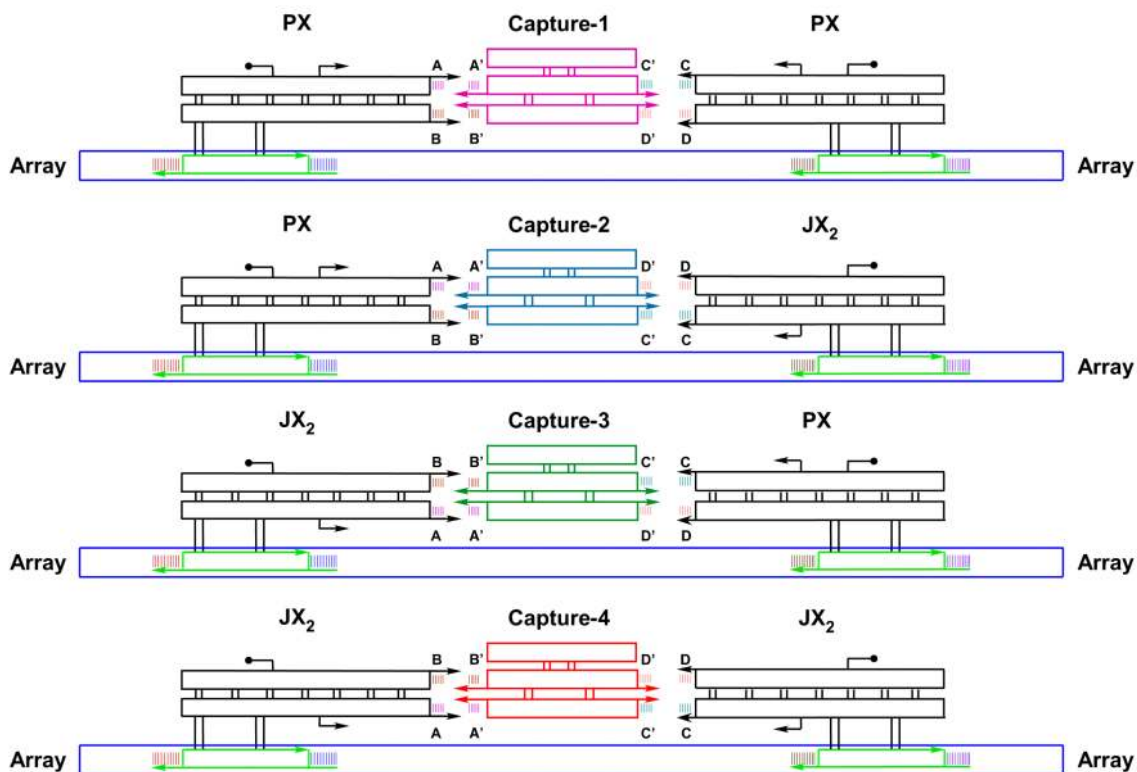 PX Capture-1 PX
A A' C' C
B B' D' D
Array Array
PX Capture-2 JX2
A A' D' D
B B' C' C
Array Array
JX2 Capture-3 PX
B B' C' C
A A' D' D
Array Array
JX2 Capture-4 JX2
B B' D' D
A A' C' C
Array Array